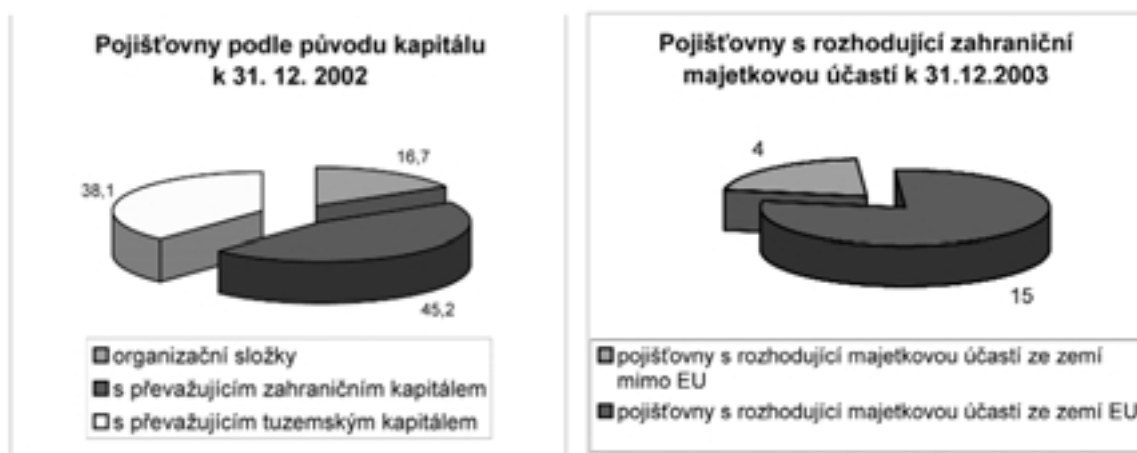 Pojišťovny podle původu kapitálu
k 31. 12. 2002
16,7
38,1
45,2
organizační složky
s převažujícím zahraničním kapitálem
s převažujícím tuzemským kapitálem
Pojišťovny s rozhodující zahraniční
majetkovou účastí k 31.12.2003
4
15
pojišťovny s rozhodující majetkovou účastí ze zemí
mimo EU
pojišťovny s rozhodující majetkovou účastí ze zemí EU